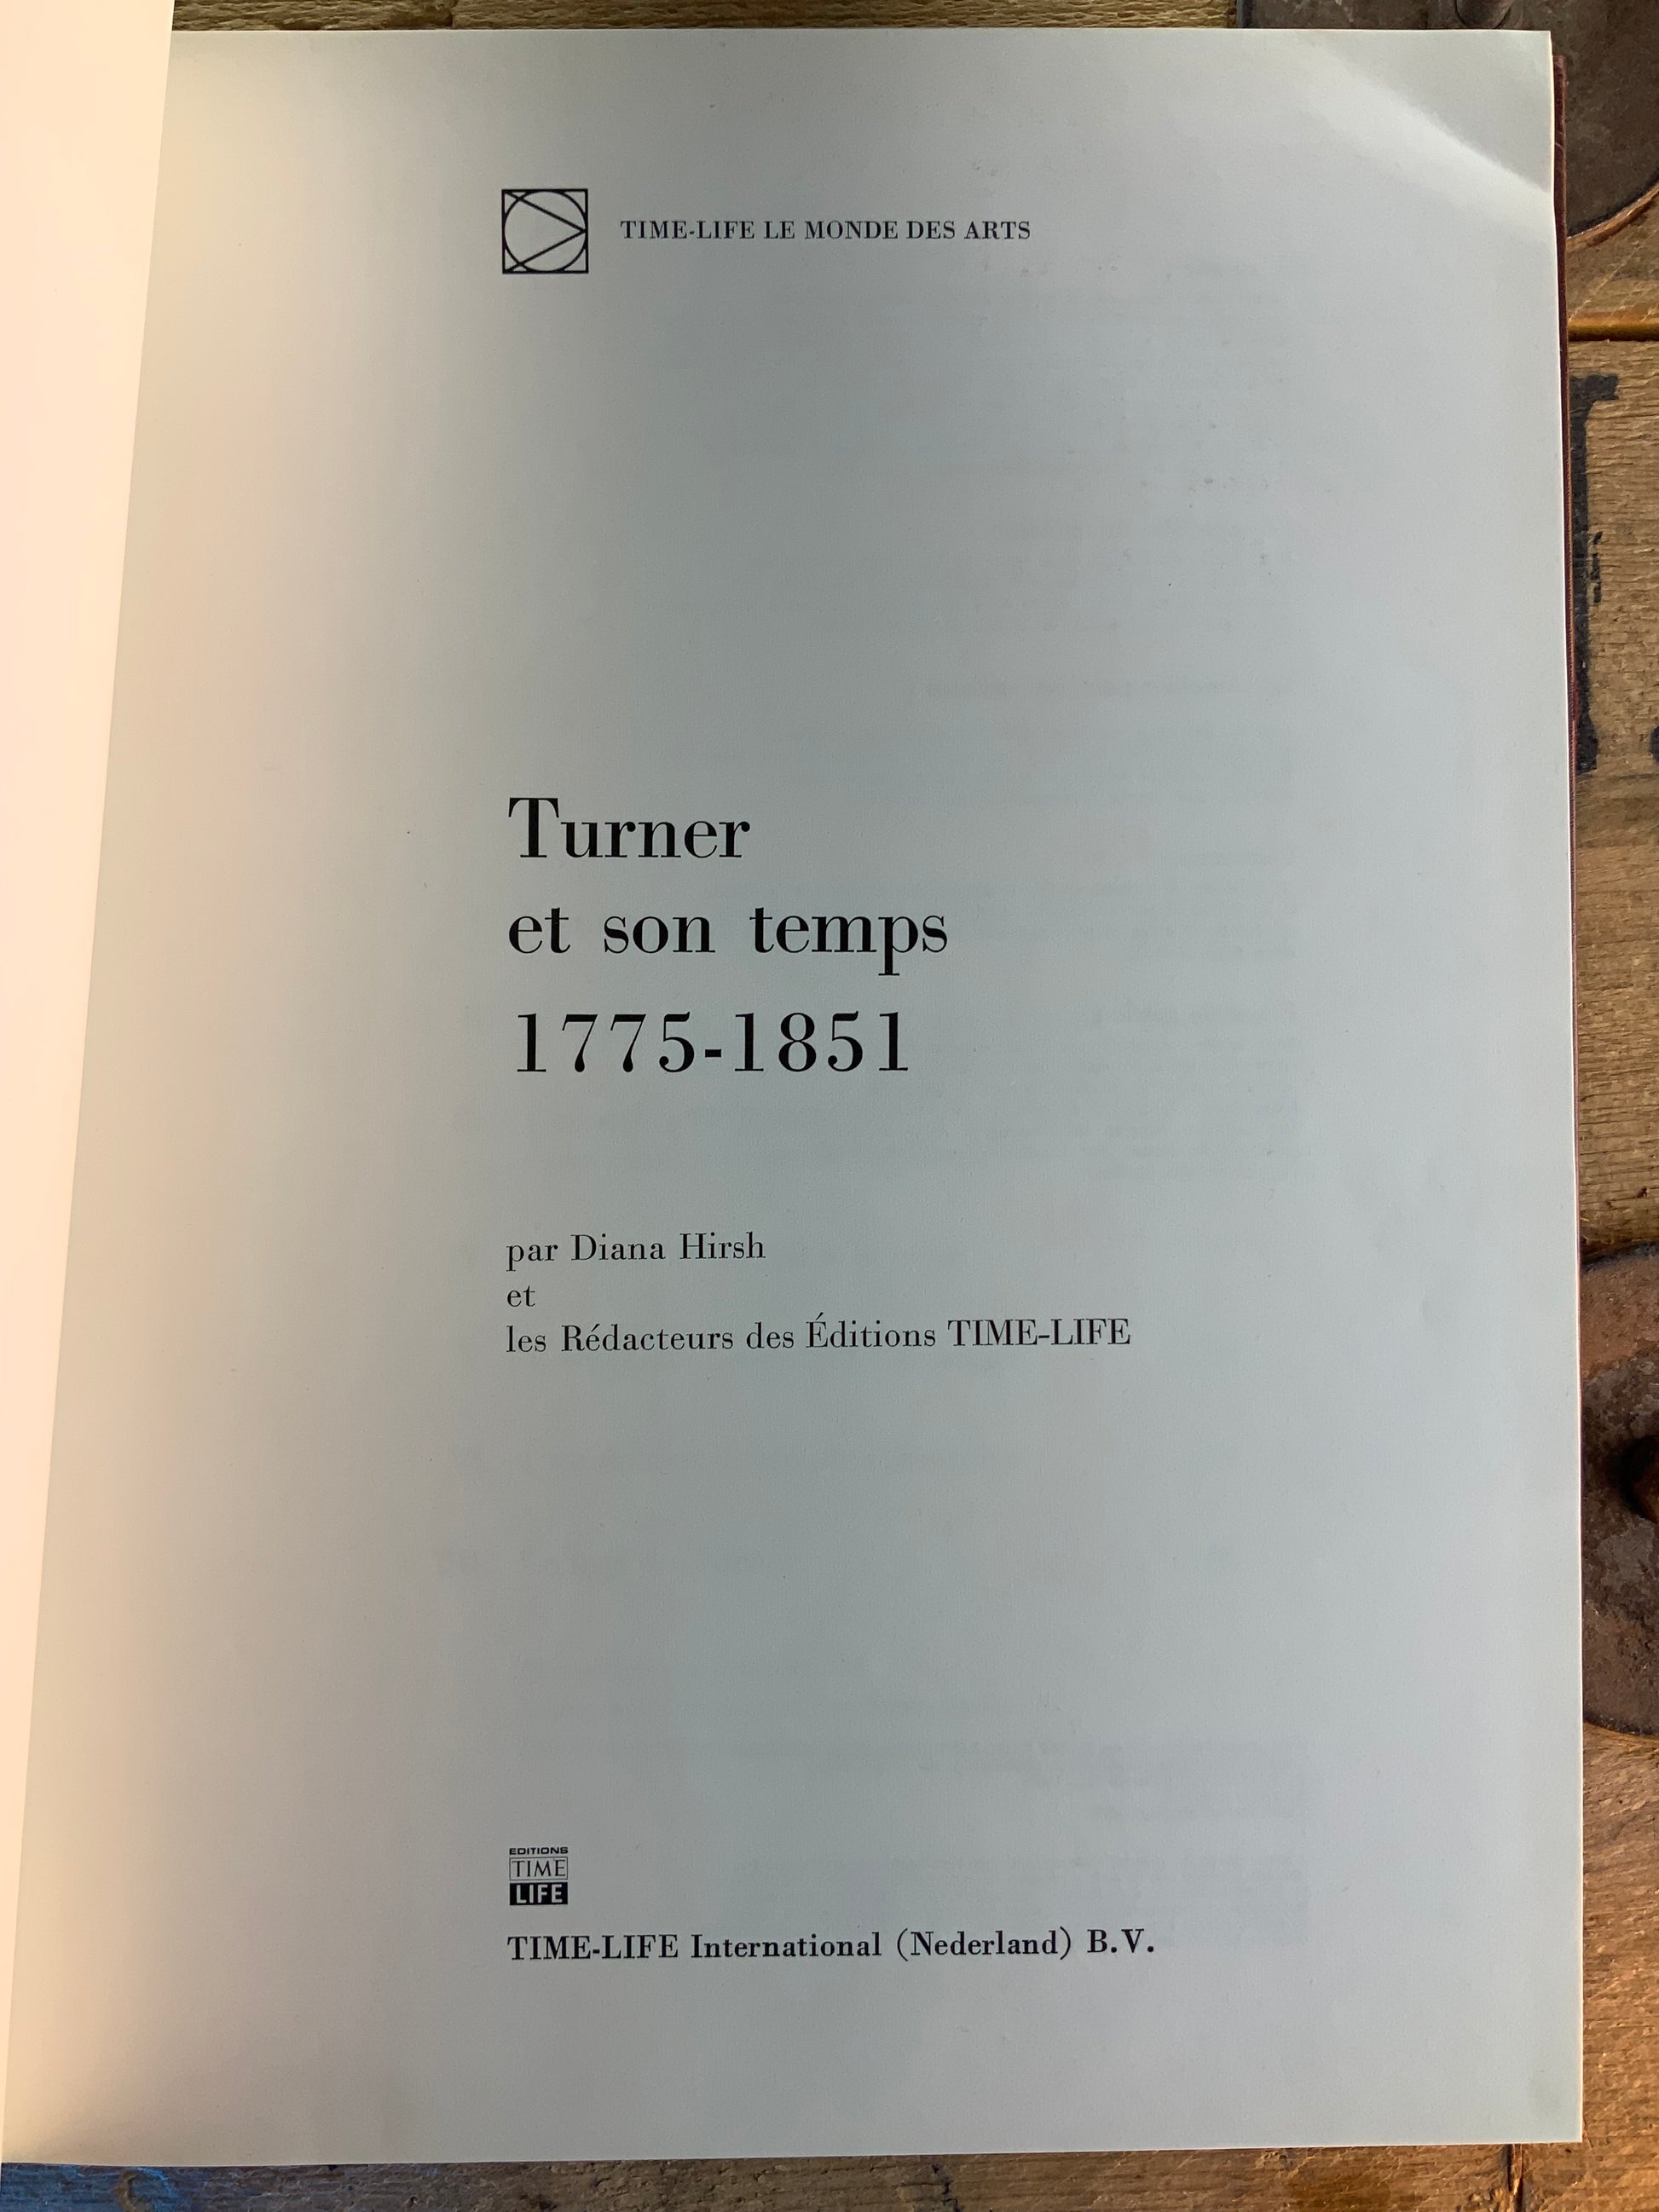 TIME-LIFE LE MONDE DES ARTS
Turner
et son temps
1775-1851
par Diana Hirsh
et
les Rédacteurs des Éditions TIME-LIFE
EDITIONS
TIME
LIFE
TIME-LIFE International (Nederland) B.V.